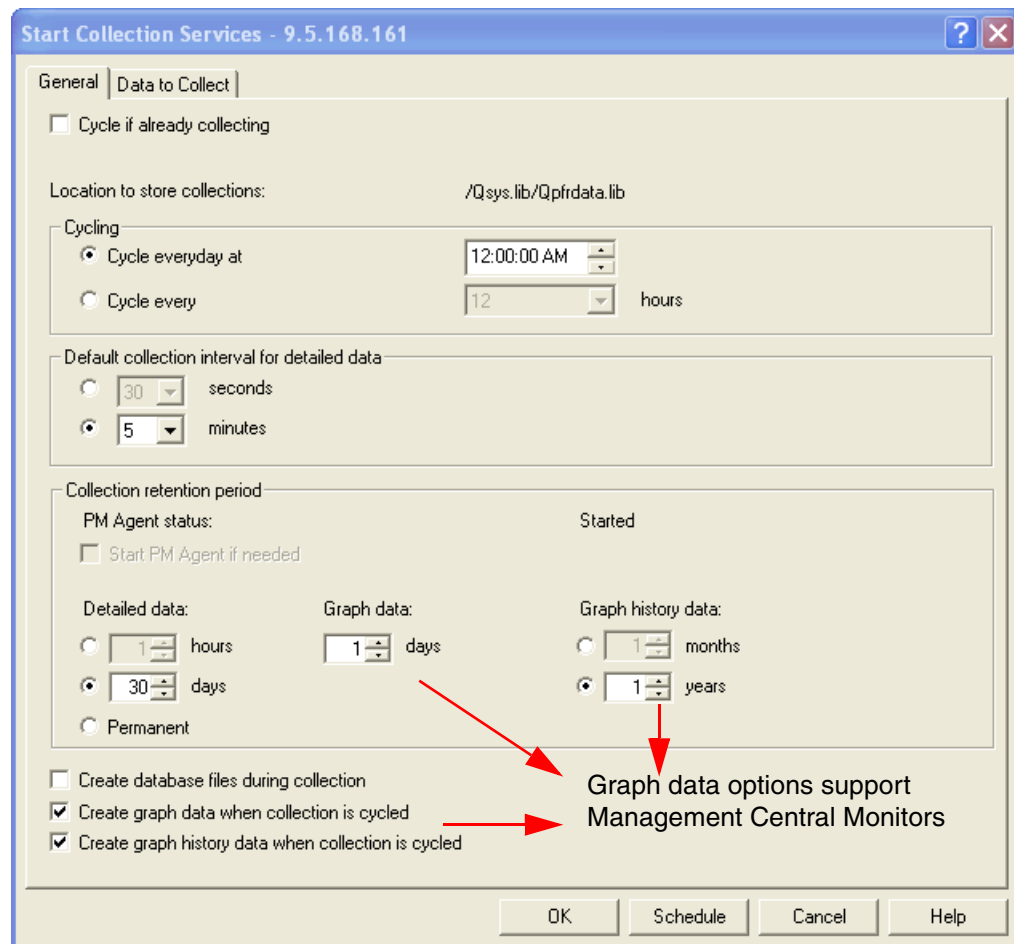 Start Collection Services - 9.5.168.161
?
General
Data to Collect
Cycle if already collecting
Location to store collections: /Qsys.lib/Qpfrdata.lib
Cycling
Cycle everyday at 12:00:00 AM
Cycle every 12 hours
Default collection interval for detailed data
30 seconds
5 minutes
Collection retention period
PM Agent status: Started
Start PM Agent if needed
Detailed data: Graph data: Graph history data:
1 hours 1 days 1 months
30 days 1 years
Permanent
Create database files during collection
Create graph data when collection is cycled
Create graph history data when collection is cycled
Graph data options support
Management Central Monitors
OK Schedule Cancel Help